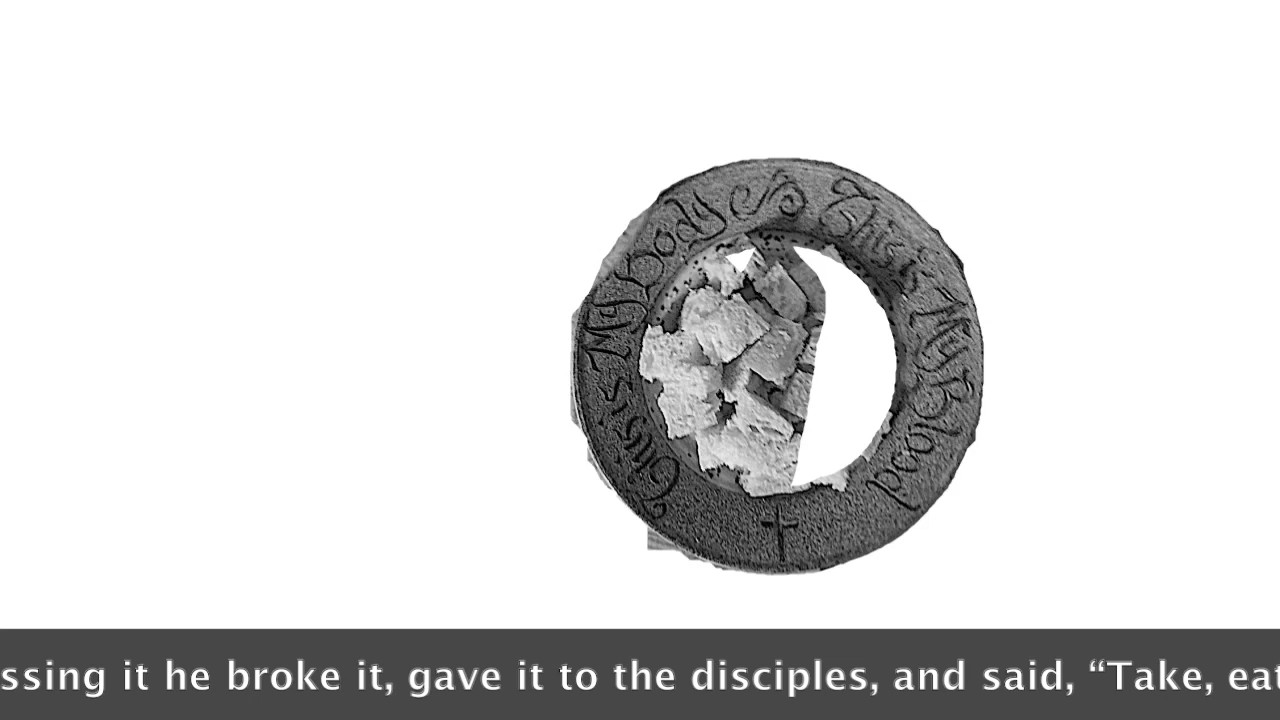 This is My Body
This is My Blood
ssing it he broke it, gave it to the disciples, and said, “Take, eat